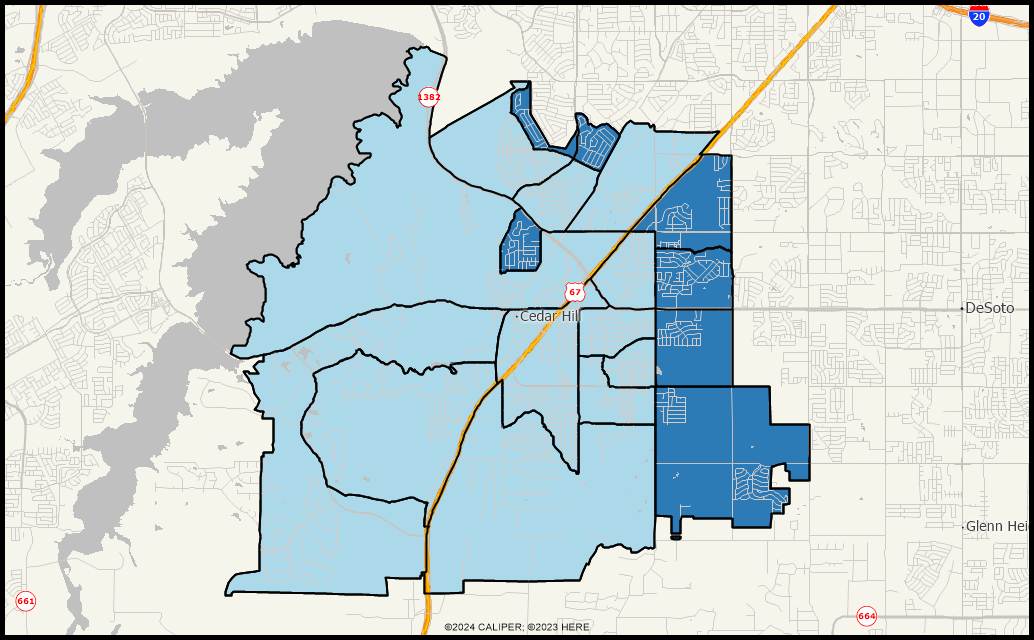 20
1382
67
Cedar Hill
DeSoto
Glenn Hei
661
664
©2024 CALIPER; ©2023 HERE